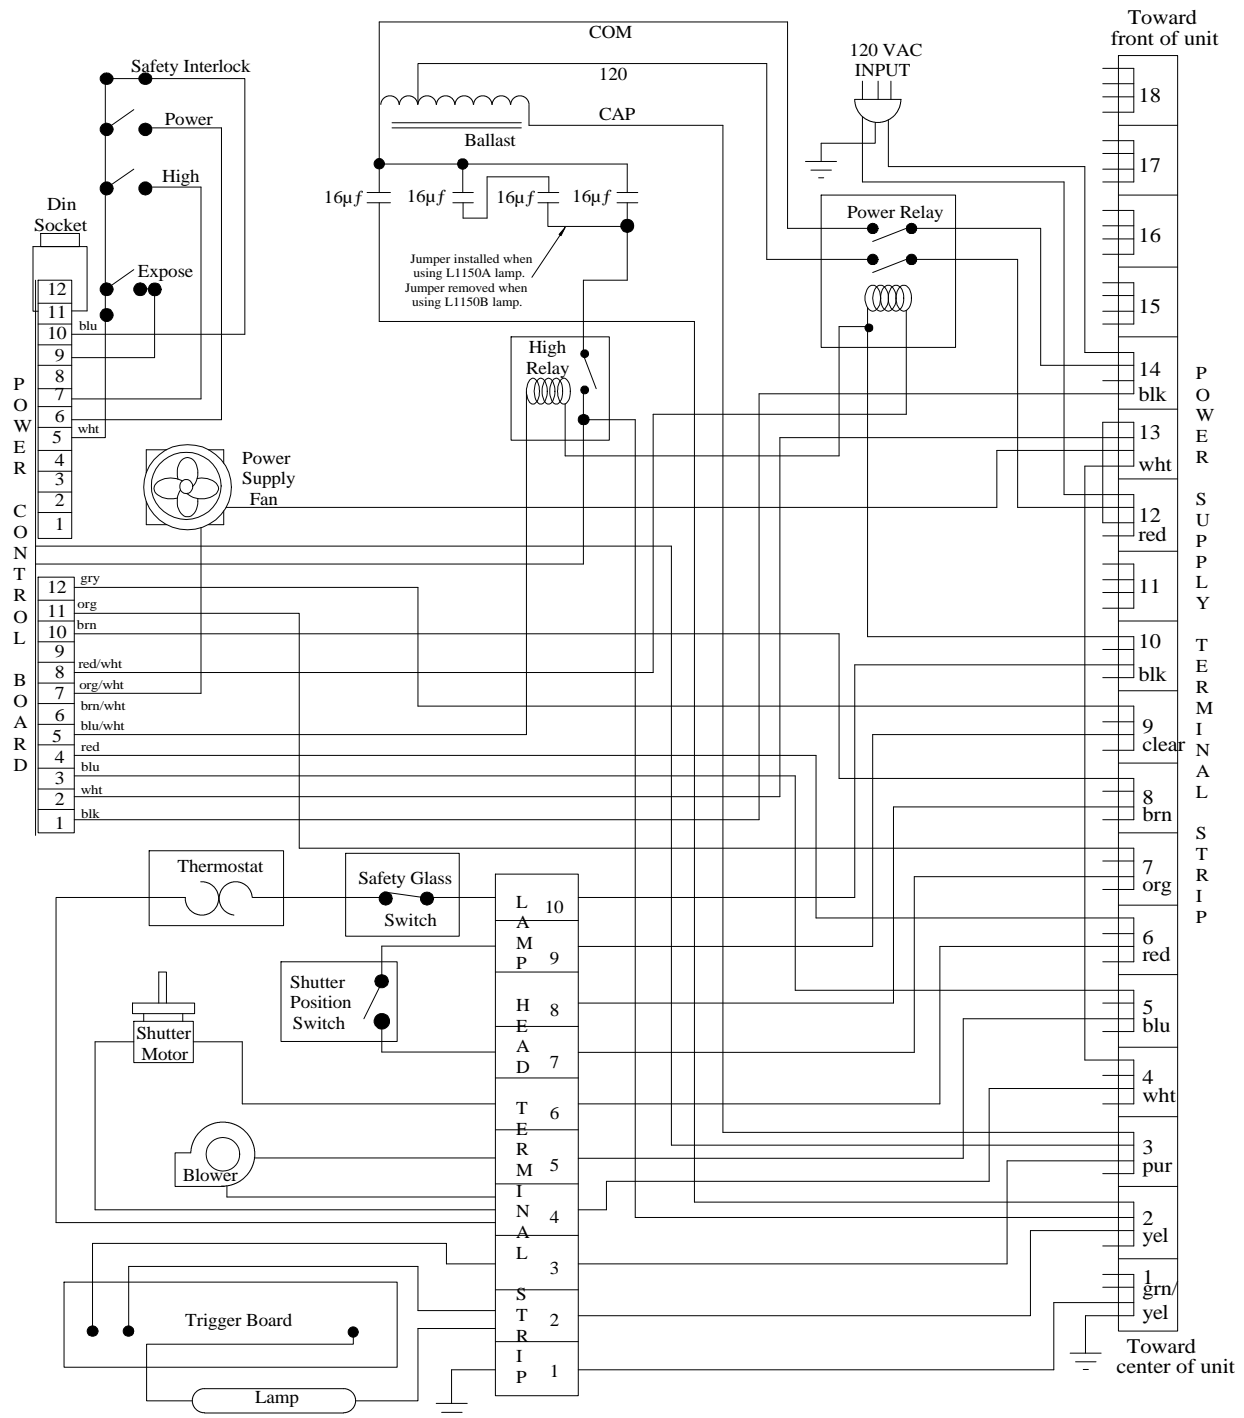 Toward
front of unit
COM
120
CAP
120 VAC
INPUT
Safety Interlock
Power
High
Din
Socket
Expose
Ballast
16µf
16µf
16µf
16µf
Jumper installed when
using L1150A lamp.
Jumper removed when
using L1150B lamp.
Power Relay
High
Relay
POWER CONTROL BOARD
12
11
10
9
8
7
6
5
4
3
2
1
blu
wht
Power
Supply
Fan
12
11
10
9
8
7
6
5
4
3
2
1
gry
org
brn
red/wht
org/wht
brn/wht
blu/wht
red
blu
wht
blk
Thermostat
Safety Glass
Switch
Shutter
Position
Switch
Shutter
Motor
Blower
Trigger Board
Lamp
LAMP HEAD TERMINAL STRIP
10
9
8
7
6
5
4
3
2
1
18
17
16
15
14
blk
13
wht
12
red
11
10
blk
9
clear
8
brn
7
org
6
red
5
blu
4
wht
3
pur
2
yel
1
grn/
yel
POWER SUPPLY TERMINAL STRIP
Toward
center of unit